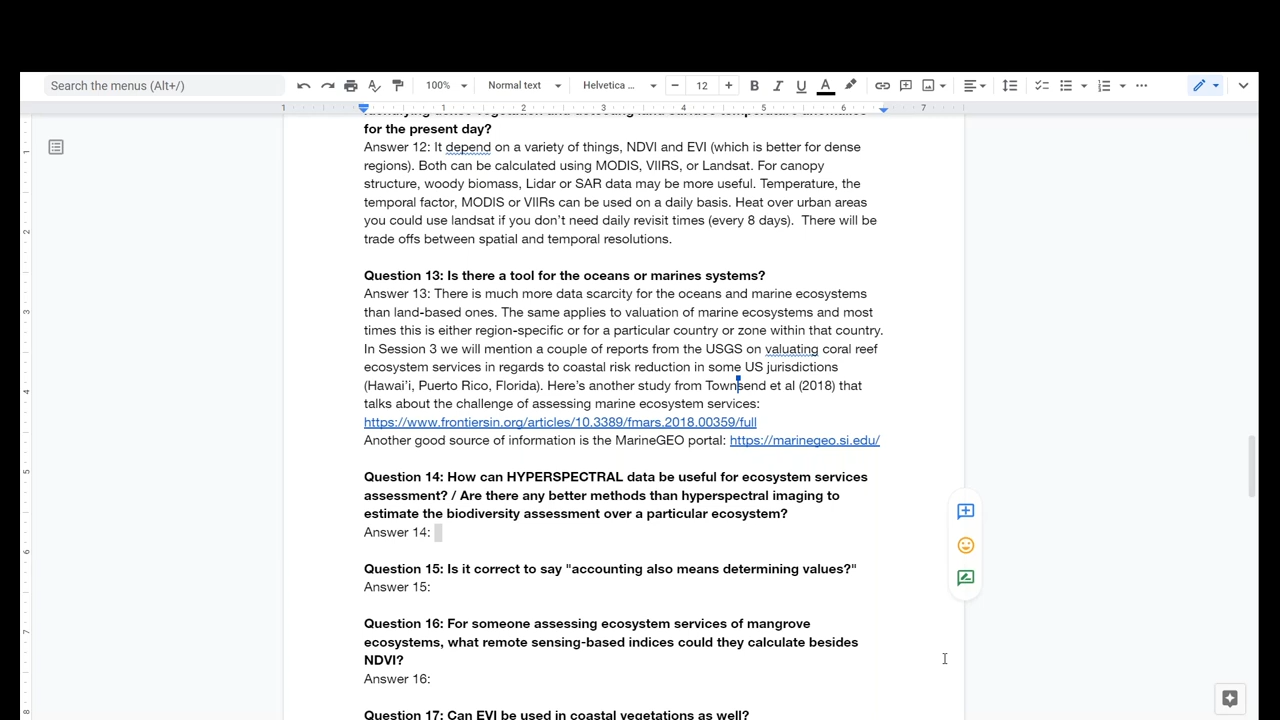 Search the menus (Alt+/)
100%
Normal text
Helvetica ...
12
B I U A
1 1 2 3 4 5 6 7
for the present day?
Answer 12: It depend on a variety of things, NDVI and EVI (which is better for dense
regions). Both can be calculated using MODIS, VIIRS, or Landsat. For canopy
structure, woody biomass, Lidar or SAR data may be more useful. Temperature, the
temporal factor, MODIS or VIIRs can be used on a daily basis. Heat over urban areas
you could use landsat if you don't need daily revisit times (every 8 days).  There will be
trade offs between spatial and temporal resolutions.
Question 13: Is there a tool for the oceans or marines systems?
Answer 13: There is much more data scarcity for the oceans and marine ecosystems
than land-based ones. The same applies to valuation of marine ecosystems and most
times this is either region-specific or for a particular country or zone within that country.
In Session 3 we will mention a couple of reports from the USGS on valuating coral reef
ecosystem services in regards to coastal risk reduction in some US jurisdictions
(Hawai'i, Puerto Rico, Florida). Here's another study from Townsend et al (2018) that
talks about the challenge of assessing marine ecosystem services:
https://www.frontiersin.org/articles/10.3389/fmars.2018.00359/full
Another good source of information is the MarineGEO portal: https://marinegeo.si.edu/
Question 14: How can HYPERSPECTRAL data be useful for ecosystem services
assessment? / Are there any better methods than hyperspectral imaging to
estimate the biodiversity assessment over a particular ecosystem?
Answer 14:
Question 15: Is it correct to say "accounting also means determining values?"
Answer 15:
Question 16: For someone assessing ecosystem services of mangrove
ecosystems, what remote sensing-based indices could they calculate besides
NDVI?
Answer 16:
Question 17: Can EVI be used in coastal vegetations as well?